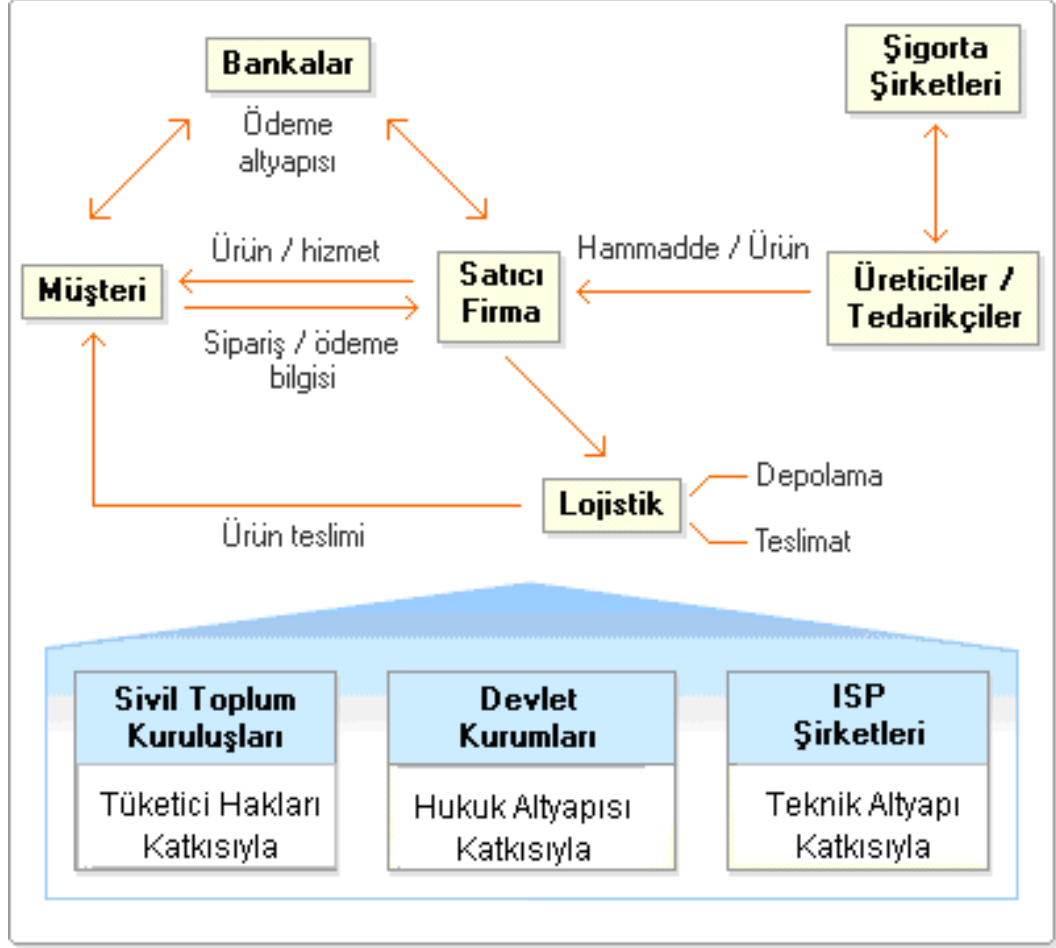 Bankalar
Şigorta
Şirketleri
Ödeme
altyapısı
Ürün / hizmet
Hammadde / Ürün
Müşteri
Satıcı
Firma
Üreticiler /
Tedarikçiler
Sipariş / ödeme
bilgisi
Depolama
Lojistik
Ürün teslimi
Teslimat
Sivil Toplum
Kuruluşları
Tüketici Hakları
Katkısıyla
Devlet
Kurumları
Hukuk Altyapısı
Katkısıyla
ISP
Şirketleri
Teknik Altyapı
Katkısıyla